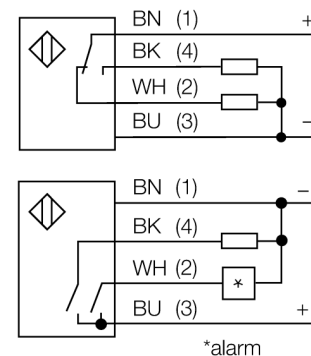 BN (1) +
BK (4)
WH (2)
BU (3) −
BN (1) −
BK (4)
WH (2)
*
BU (3) +
*alarm